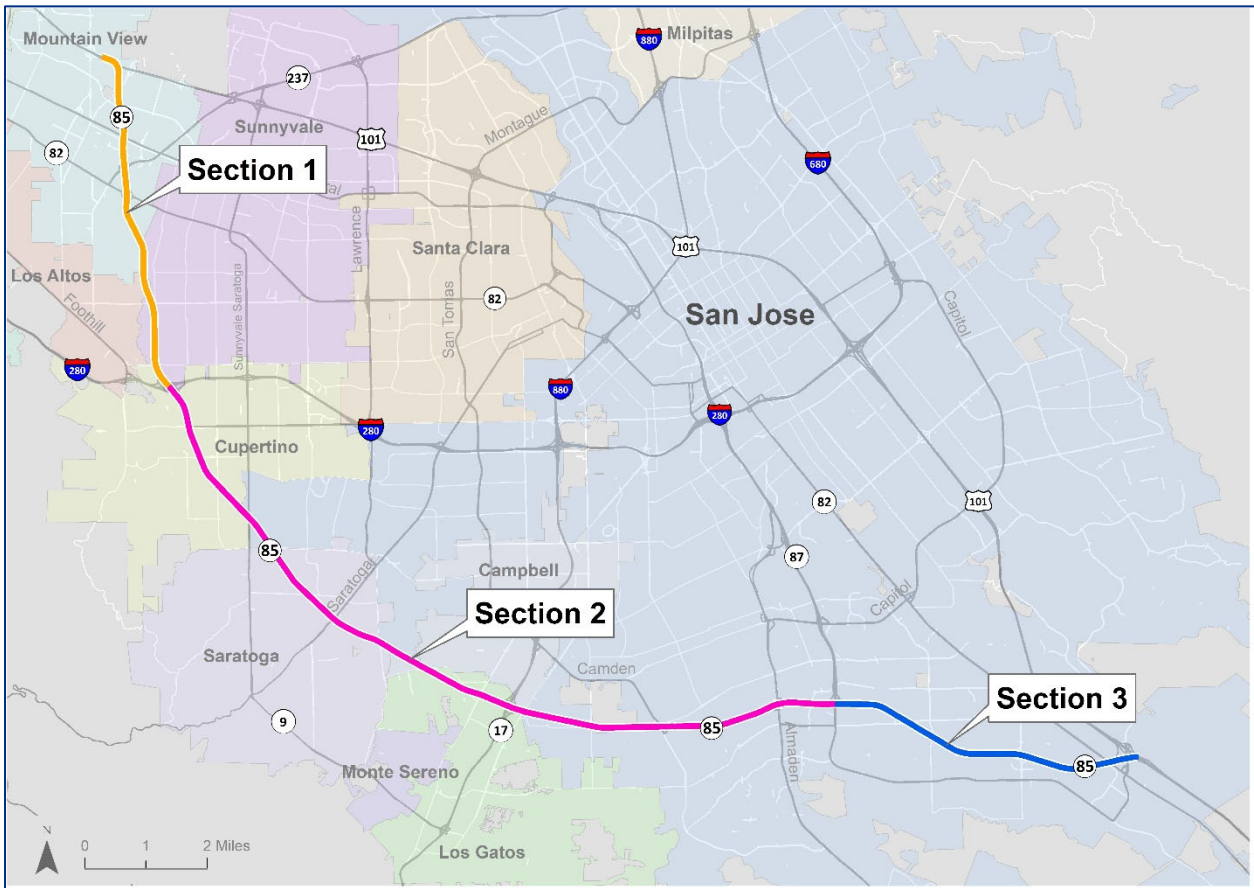 Mountain View
880
Milpitas
237
85
Sunnyvale
101
Montague
82
680
Section 1
Lawrence
101
Santa Clara
Los Altos
Foothill
Sunnyvale Saratoga
San Tomas
82
San Jose
Capitol
280
880
280
280
Cupertino
82
101
85
87
Saratoga
Campbell
Capitol
Section 2
Saratoga
Camden
Section 3
9
17
85
Almaden
85
Monte Sereno
Los Gatos
N
0 1 2 Miles